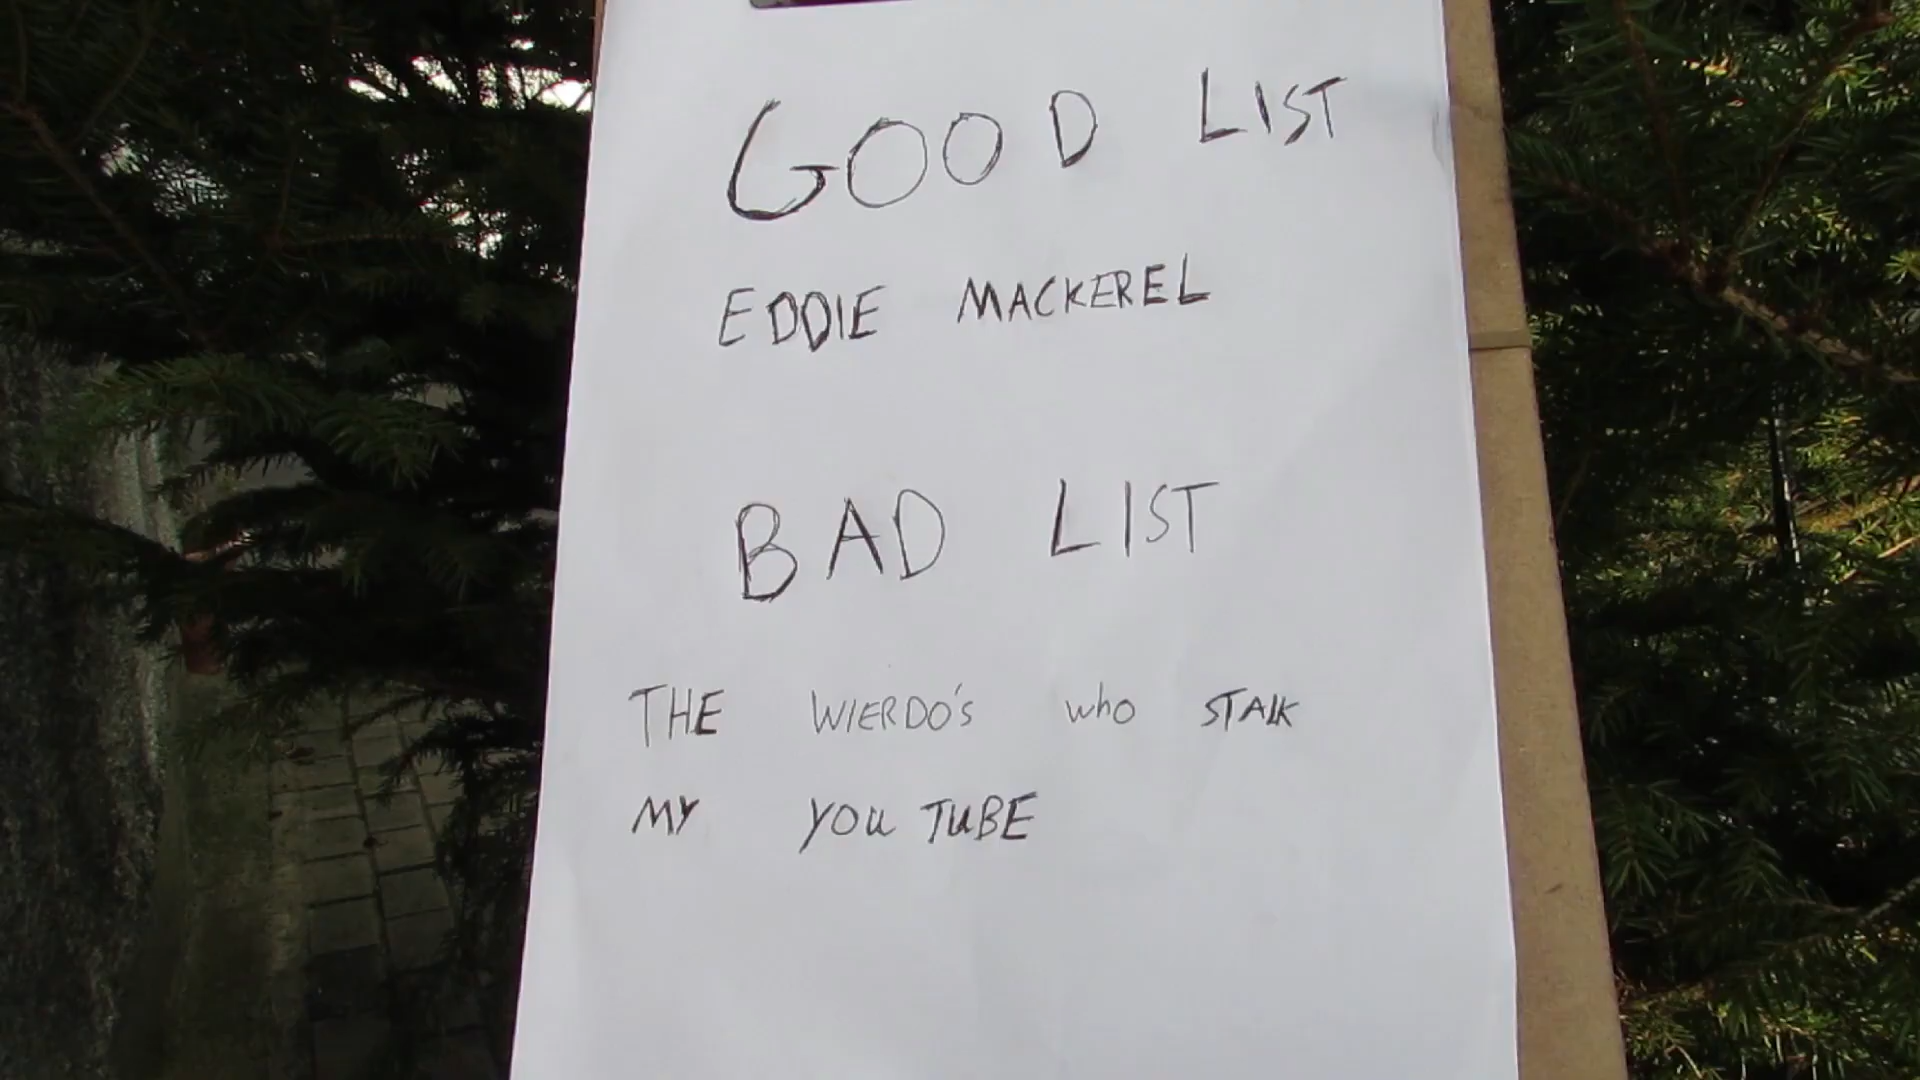 GOOD LIST
EDDIE MACKEREL
BAD LIST
THE WIERDO'S who STALK
MY YOU TUBE